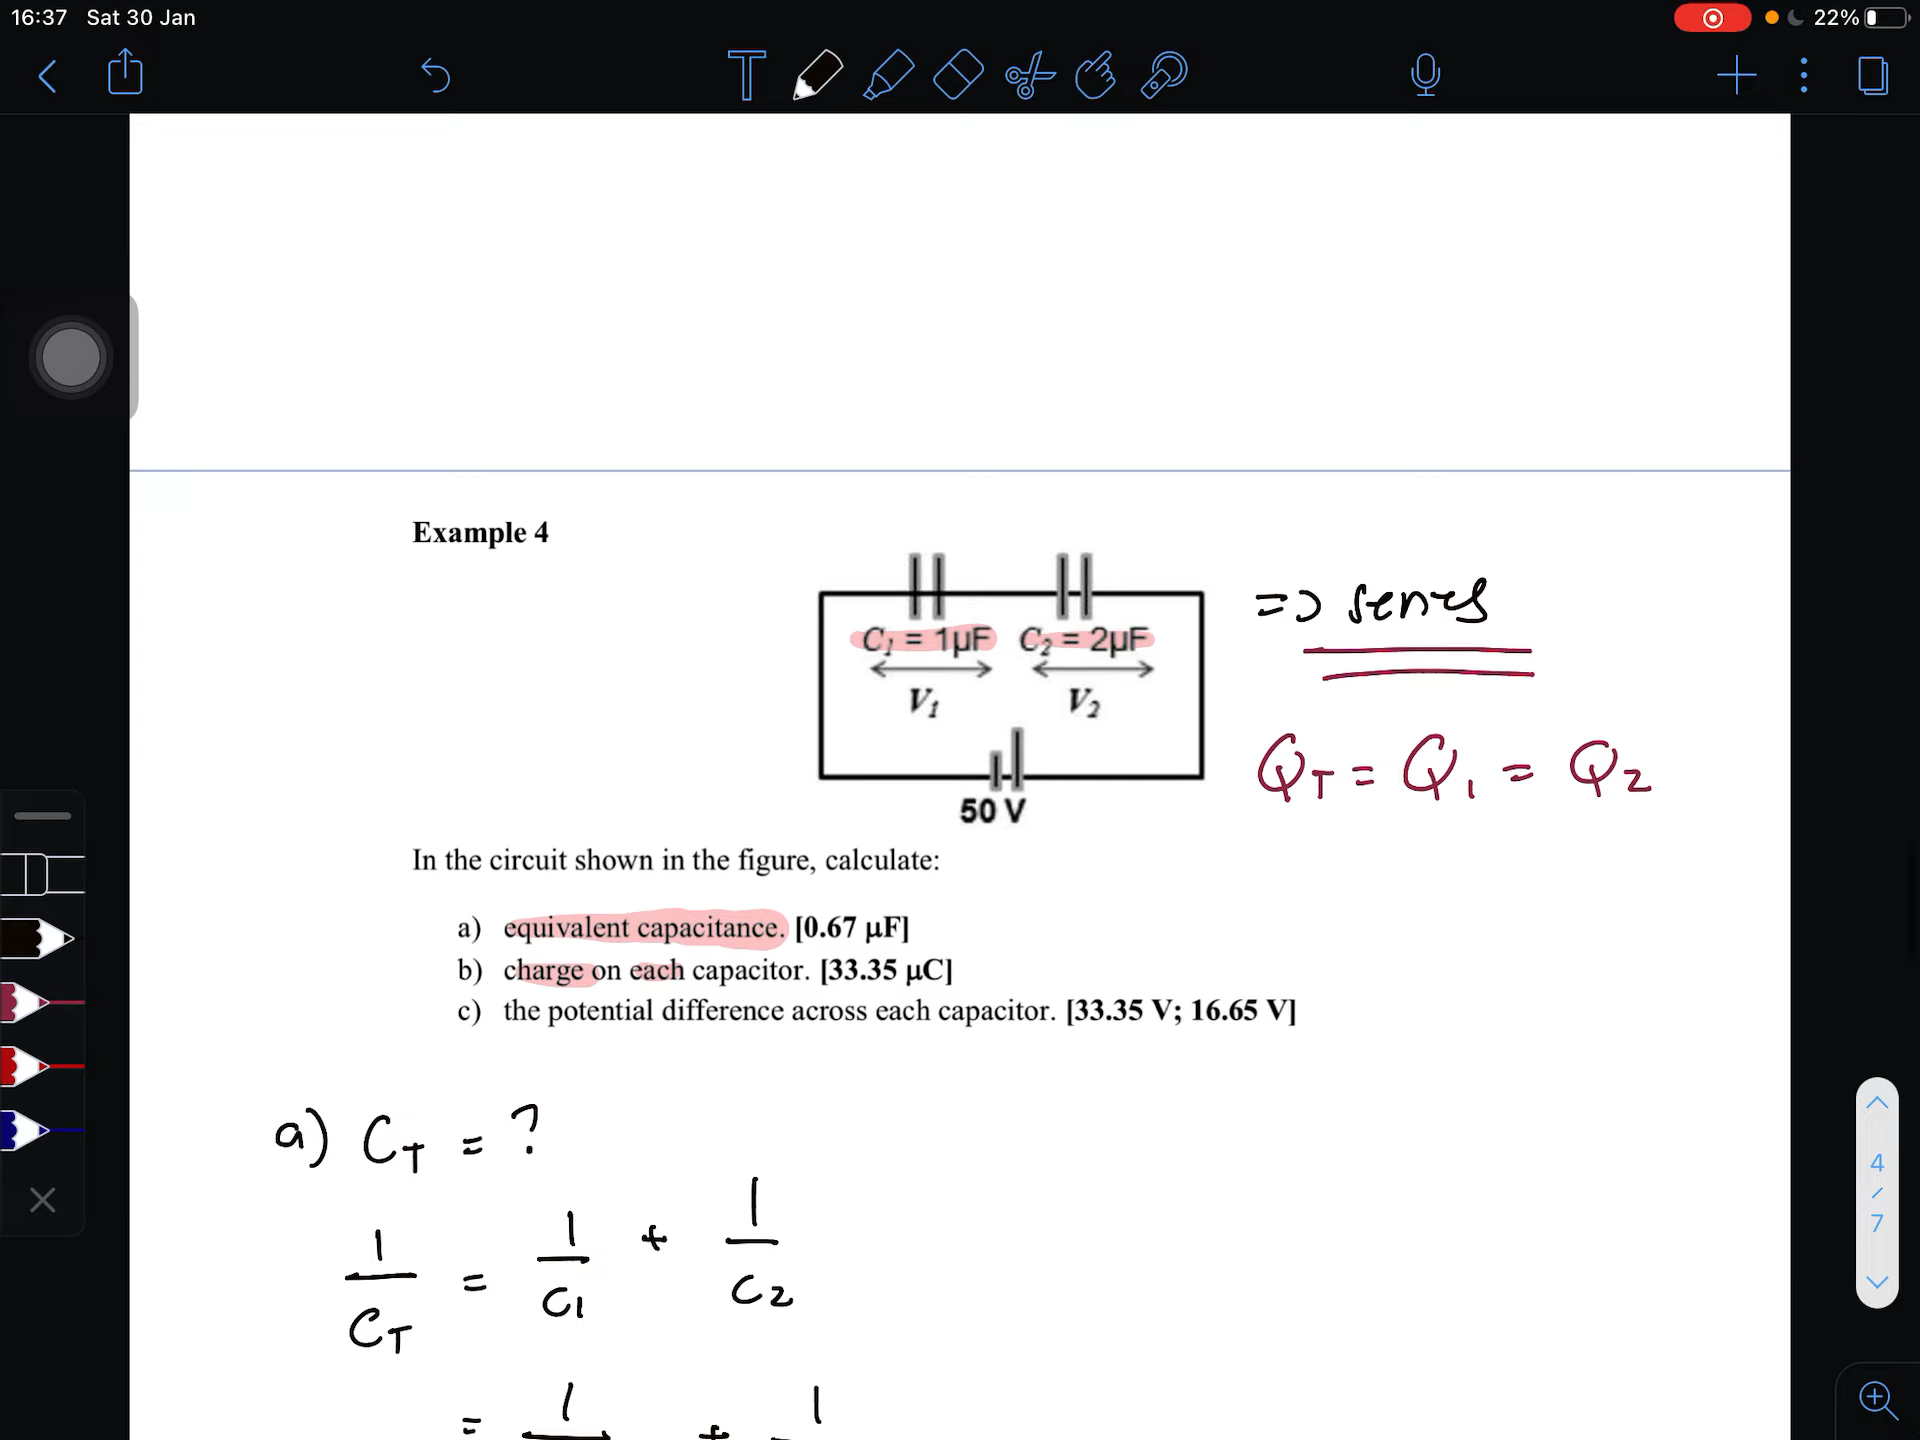 16:37 Sat 30 Jan
22%
Example 4
C₁ = 1µF C₂ = 2µF
V₁ V₂
50 V
=> series
QT = Q₁ = Q₂
In the circuit shown in the figure, calculate:
a) equivalent capacitance. [0.67 µF]
b) charge on each capacitor. [33.35 µC]
c) the potential difference across each capacitor. [33.35 V; 16.65 V]
a) CT = ?
1/CT = 1/C1 + 1/C2
= 1 + 1
4 / 7